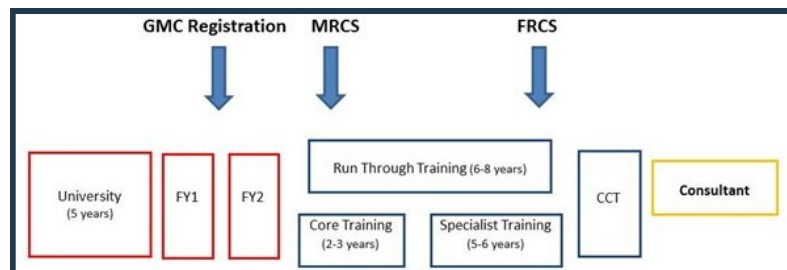 GMC Registration MRCS FRCS
Run Through Training (6-8 years)
University
(5 years)
FY1
FY2
CCT
Consultant
Core Training
(2-3 years)
Specialist Training
(5-6 years)